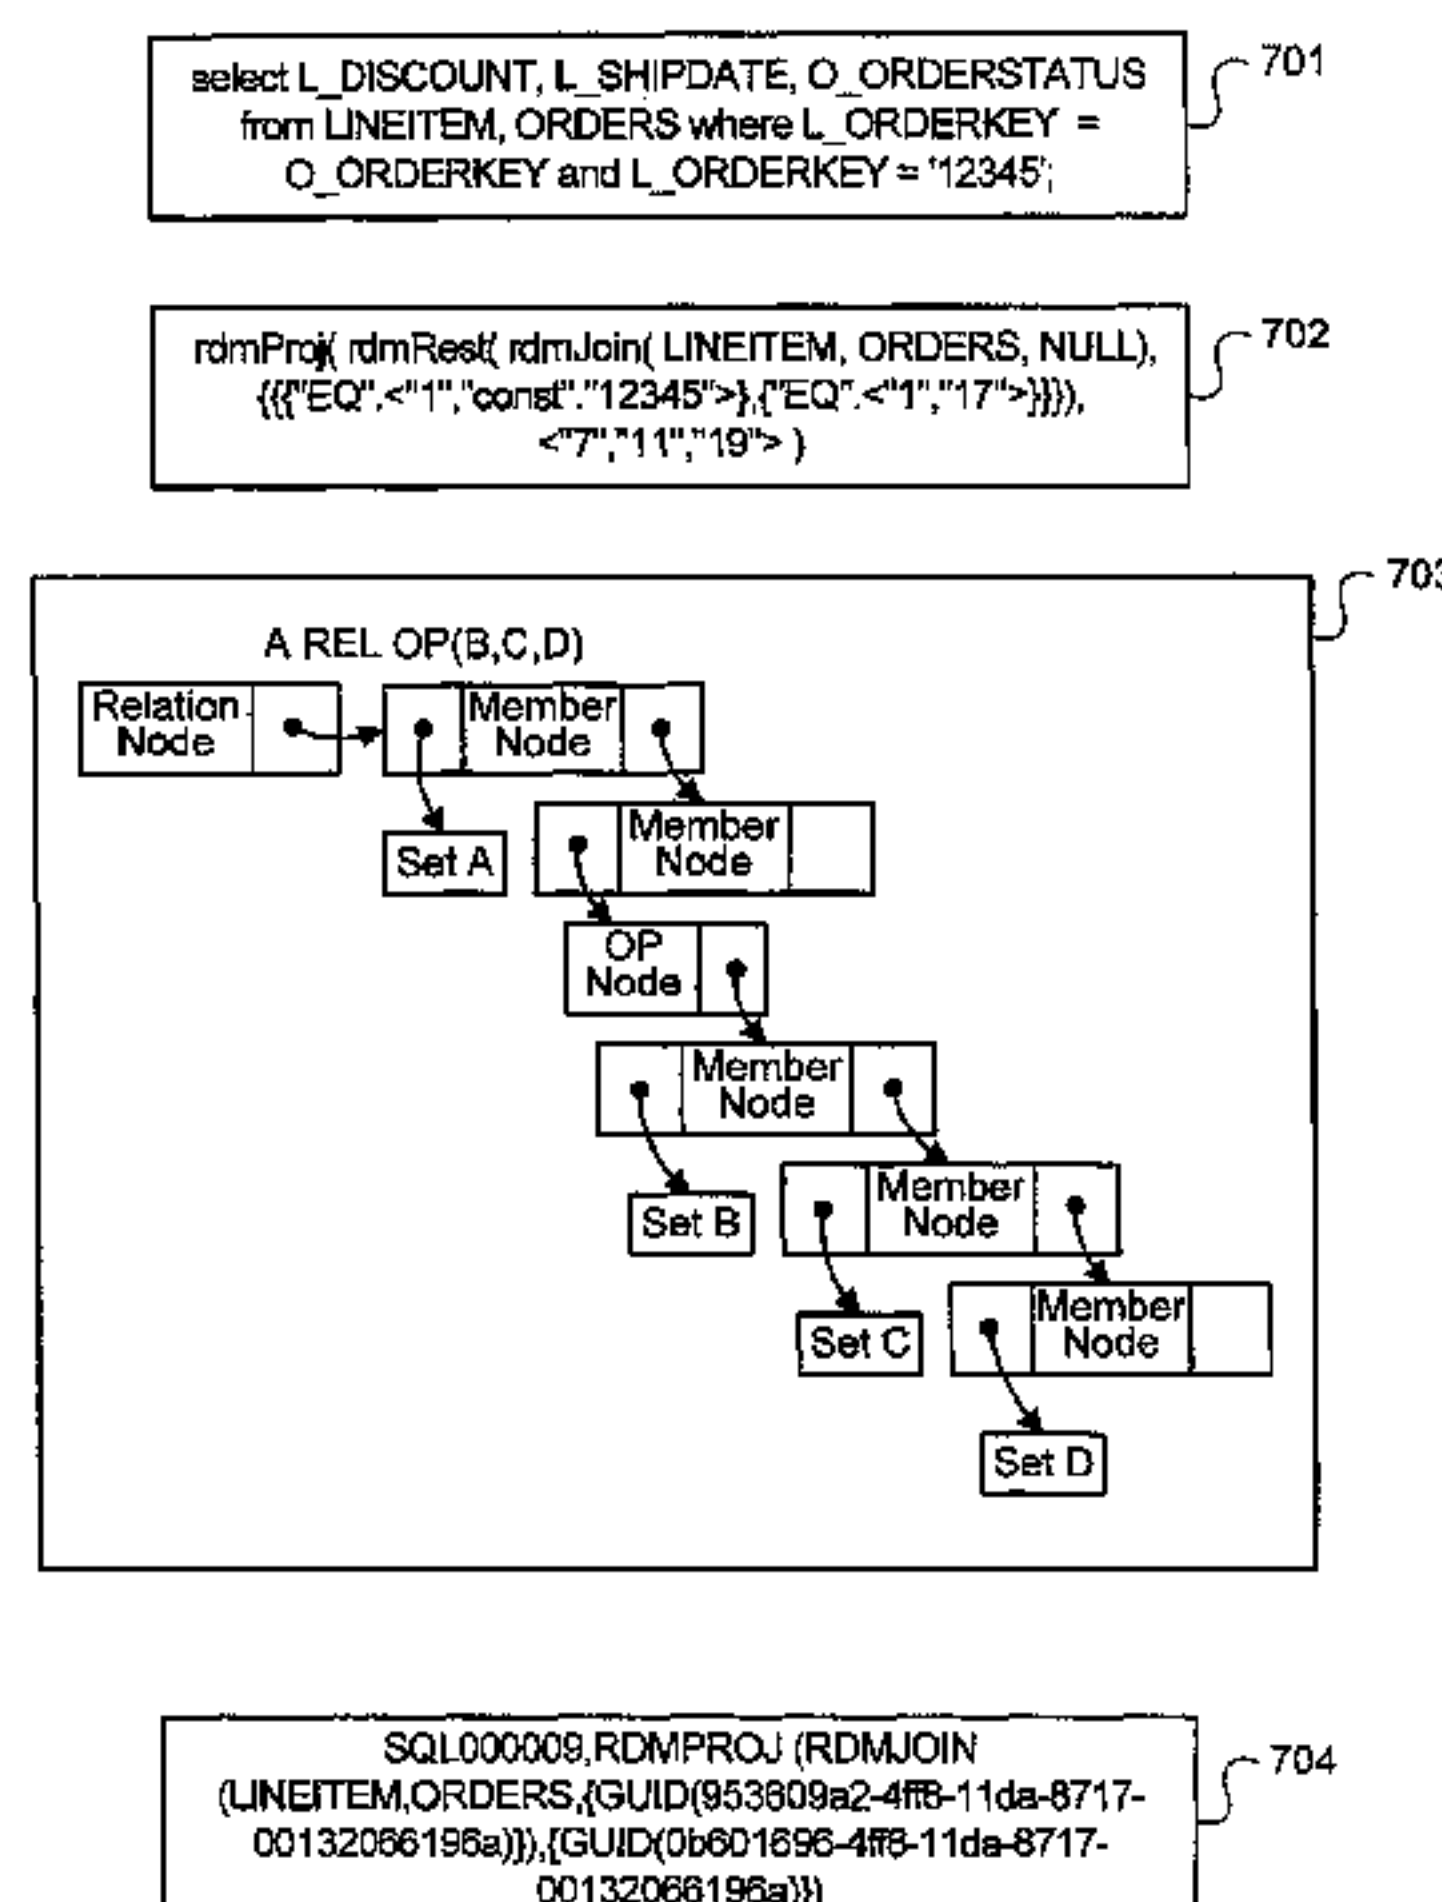 select L_DISCOUNT, L_SHIPDATE, O_ORDERSTATUS
from LINEITEM, ORDERS where L_ORDERKEY =
O_ORDERKEY and L_ORDERKEY = '12345';
701
rdmProj( rdmRest( rdmJoin( LINEITEM, ORDERS, NULL),
{{{"EQ".<"1","const"."12345">},{"EQ".<"1","17">}}}),
<"7","11","19"> )
702
703
A REL OP(B,C,D)
Relation
Node
Member
Node
Set A
Member
Node
OP
Node
Member
Node
Set B
Member
Node
Set C
Member
Node
Set D
SQL000009,RDMPROJ (RDMJOIN
(LINEITEM,ORDERS,{GUID(953609a2-4ff6-11da-8717-
00132066196a)}),{GUID(0b601696-4ff6-11da-8717-
00132066196a)})
704